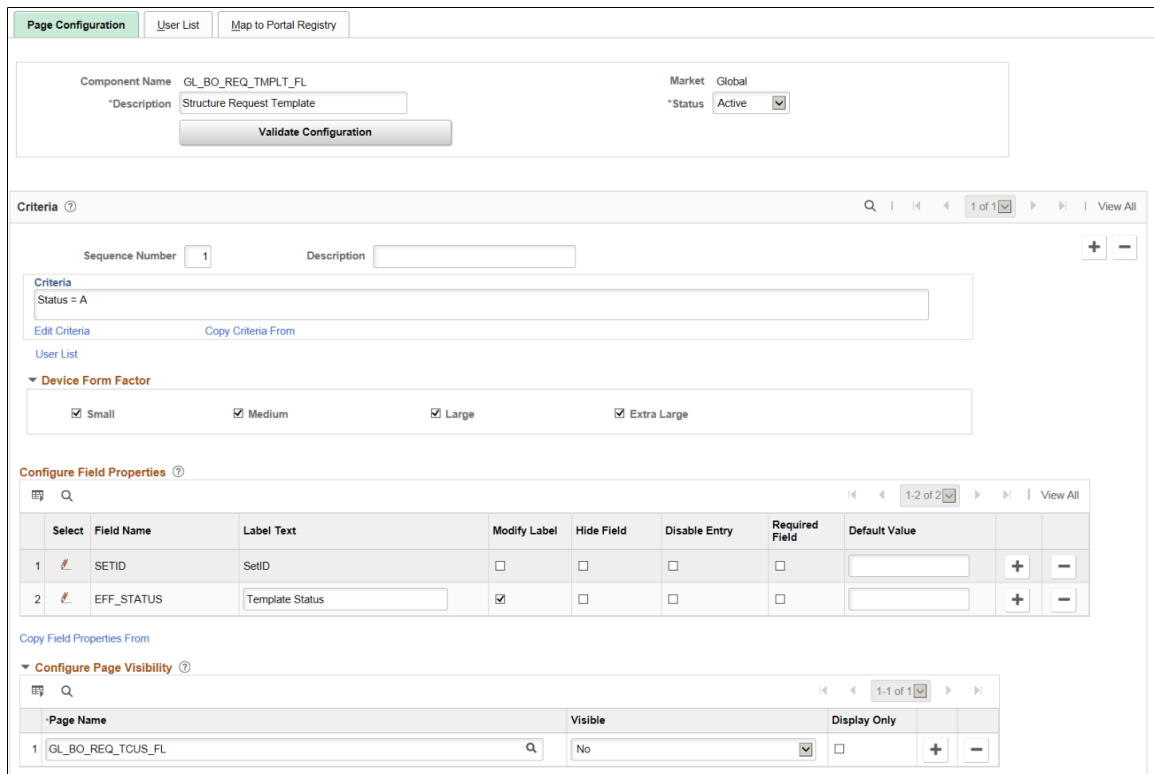 Page Configuration User List Map to Portal Registry
Component Name GL_BO_REQ_TMPLT_FL Market Global
*Description Structure Request Template *Status Active
Validate Configuration
Criteria ? 1 of 1 View All
Sequence Number 1 Description
Criteria
Status = A
Edit Criteria Copy Criteria From
User List
Device Form Factor
Small Medium Large Extra Large
Configure Field Properties ?
1-2 of 2 View All
Select Field Name Label Text Modify Label Hide Field Disable Entry Required Field Default Value
1 SETID SetID
2 EFF_STATUS Template Status
Copy Field Properties From
Configure Page Visibility ?
1-1 of 1
*Page Name Visible Display Only
1 GL_BO_REQ_TCUS_FL No